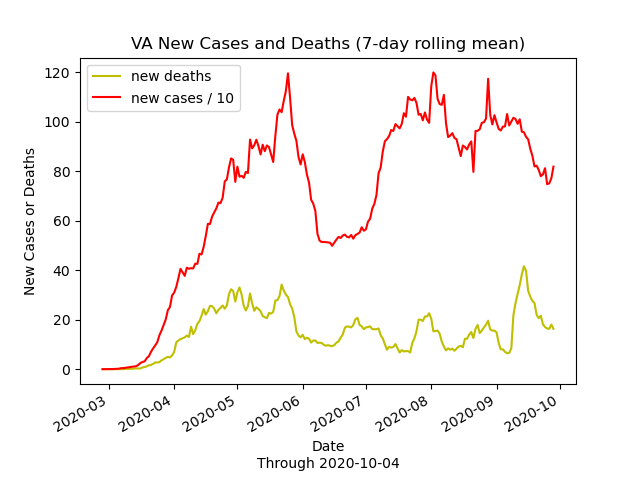 VA New Cases and Deaths (7-day rolling mean)
new deaths
new cases / 10
120
100
80
60
40
20
0
New Cases or Deaths
2020-03
2020-04
2020-05
2020-06
2020-07
2020-08
2020-09
2020-10
Date
Through 2020-10-04